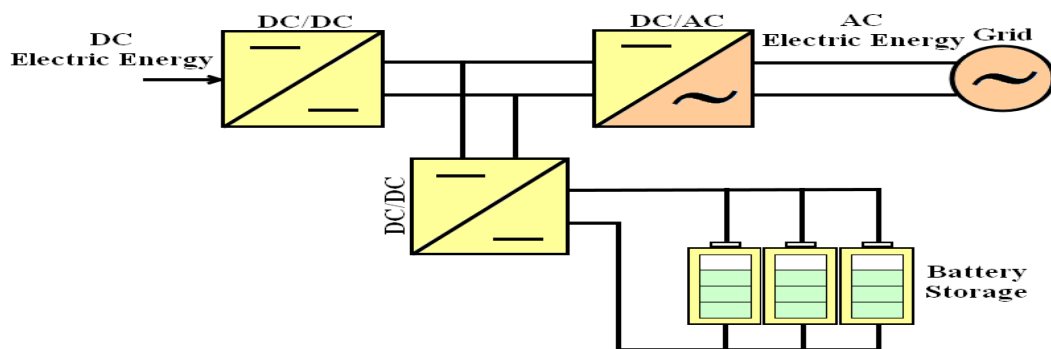 DC/DC
DC/AC
DC
Electric Energy
AC
Electric Energy
Grid
DC/DC
Battery
Storage